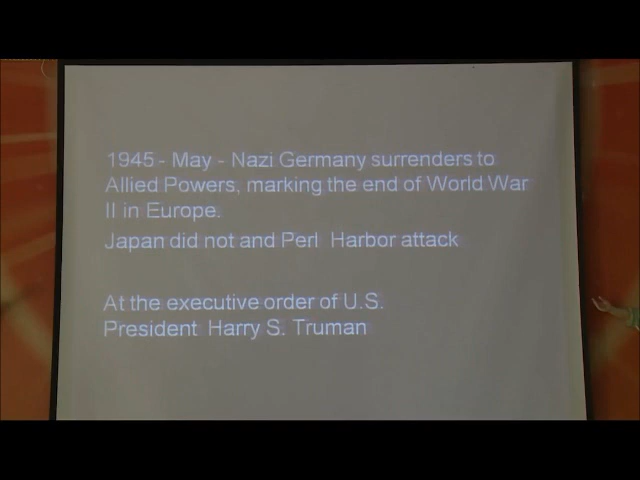 1945 - May - Nazi Germany surrenders to
Allied Powers, marking the end of World War
II in Europe.
Japan did not and Perl Harbor attack
At the executive order of U.S.
President Harry S. Truman